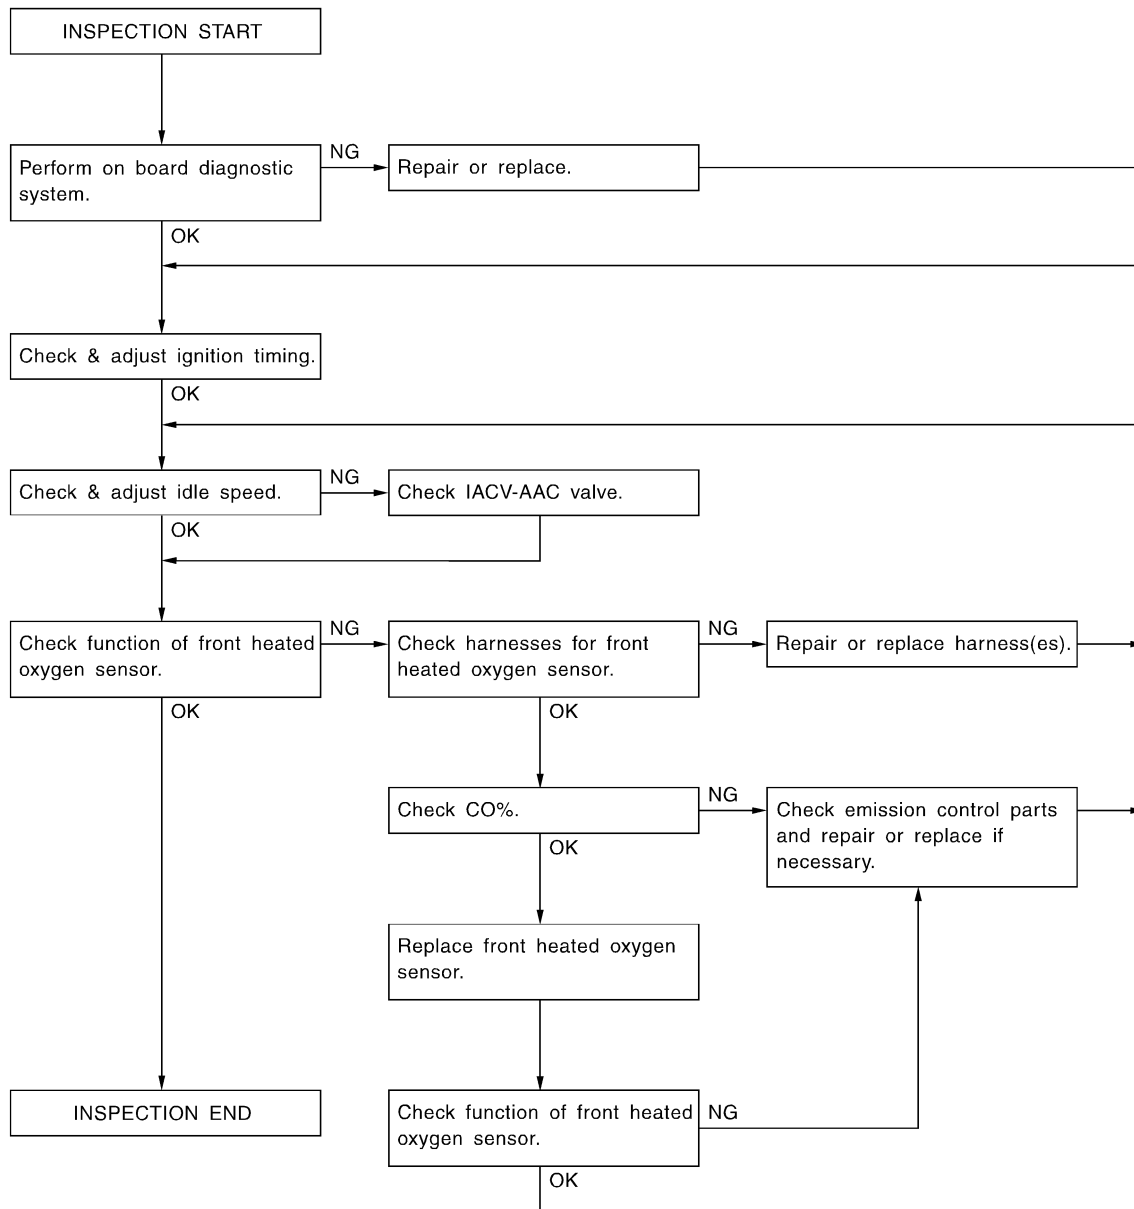 INSPECTION START
Perform on board diagnostic
system.
NG
Repair or replace.
OK
Check & adjust ignition timing.
OK
Check & adjust idle speed.
NG
Check IACV-AAC valve.
OK
Check function of front heated
oxygen sensor.
NG
Check harnesses for front
heated oxygen sensor.
NG
Repair or replace harness(es).
OK
OK
Check CO%.
NG
Check emission control parts
and repair or replace if
necessary.
OK
Replace front heated oxygen
sensor.
INSPECTION END
Check function of front heated
oxygen sensor.
NG
OK